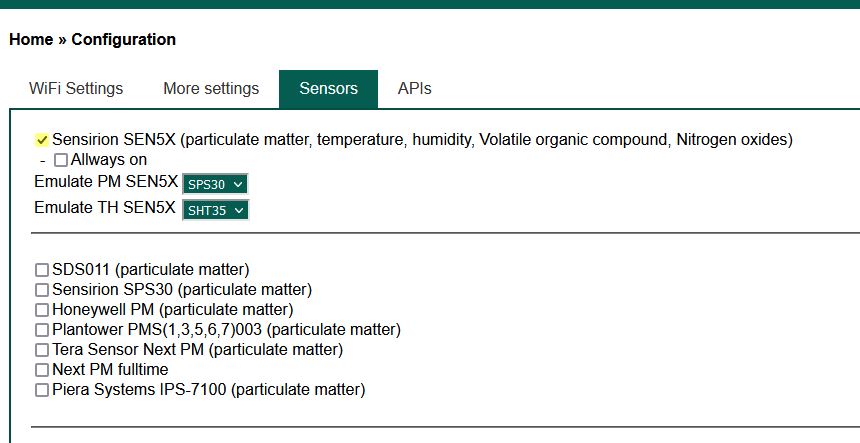 Home » Configuration
WiFi Settings More settings Sensors APIs
Sensirion SEN5X (particulate matter, temperature, humidity, Volatile organic compound, Nitrogen oxides)
- Allways on
Emulate PM SEN5X SPS30
Emulate TH SEN5X SHT35
SDS011 (particulate matter)
Sensirion SPS30 (particulate matter)
Honeywell PM (particulate matter)
Plantower PMS(1,3,5,6,7)003 (particulate matter)
Tera Sensor Next PM (particulate matter)
Next PM fulltime
Piera Systems IPS-7100 (particulate matter)